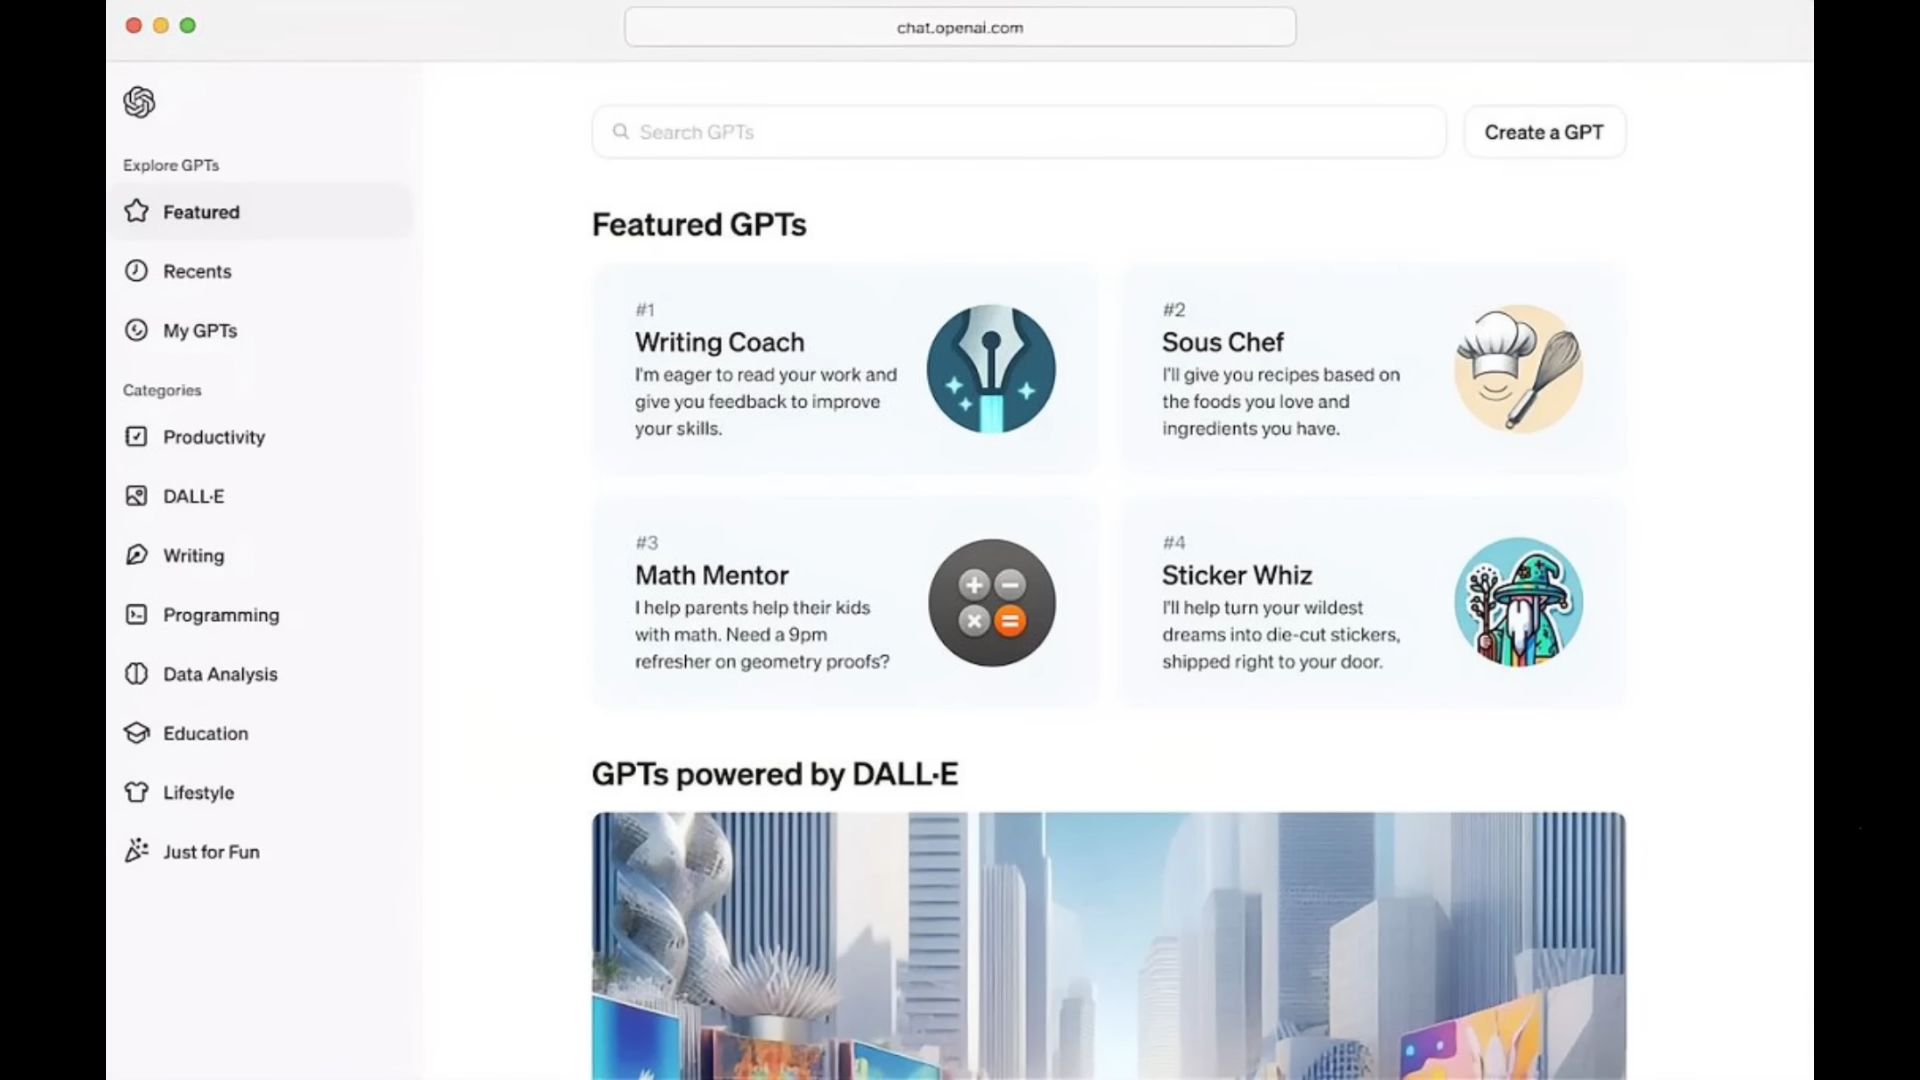 chat.openai.com
Explore GPTs
Featured
Recents
My GPTs
Categories
Productivity
DALL·E
Writing
Programming
Data Analysis
Education
Lifestyle
Just for Fun
Search GPTs
Create a GPT
Featured GPTs
#1
Writing Coach
I'm eager to read your work and
give you feedback to improve
your skills.
#2
Sous Chef
I'll give you recipes based on
the foods you love and
ingredients you have.
#3
Math Mentor
I help parents help their kids
with math. Need a 9pm
refresher on geometry proofs?
#4
Sticker Whiz
I'll help turn your wildest
dreams into die-cut stickers,
shipped right to your door.
GPTs powered by DALL·E